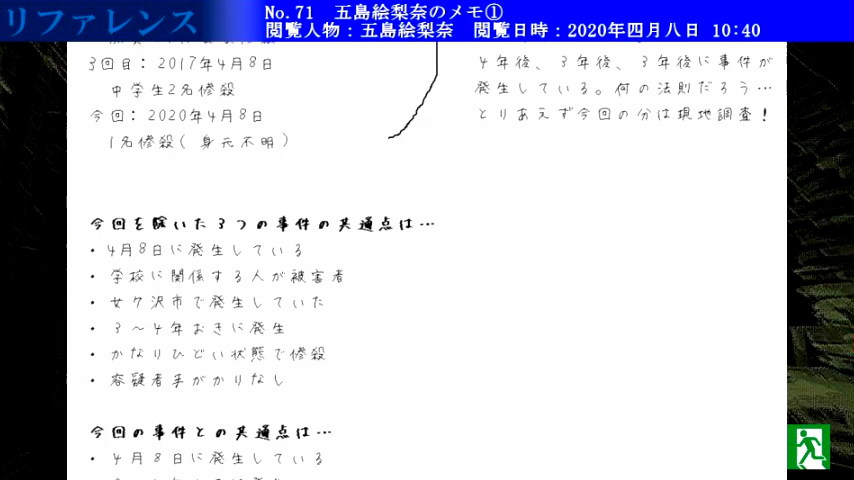 リファレンス
No.71 五島絵梨奈のメモ①
閲覧人物：五島絵梨奈 閲覧日時：2020年四月八日 10:40
3回目：2017年4月8日
中学生2名惨殺
今回：2020年4月8日
1名惨殺( 身元不明)
4年後、3年後、3年後に事件が
発生している。何の法則だろう…
とりあえず今回の分は現地調査！
今回を除いた3つの事件の共通点は…
・4月8日に発生している
・学校に関係する人が被害者
・女ケ沢市で発生していた
・3～4年おきに発生
・かなりひどい状態で惨殺
・容疑者手がかりなし
今回の事件との共通点は…
・4月8日に発生している